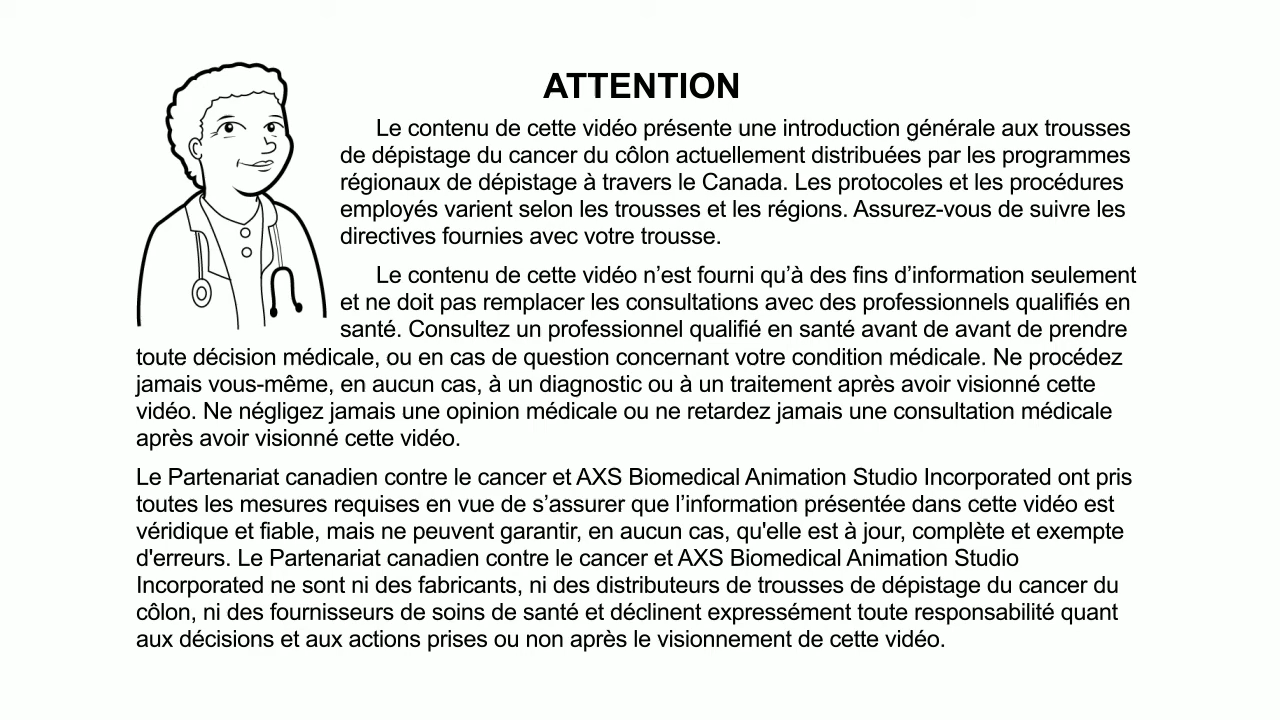 ATTENTION
Le contenu de cette vidéo présente une introduction générale aux trousses
de dépistage du cancer du côlon actuellement distribuées par les programmes
régionaux de dépistage à travers le Canada. Les protocoles et les procédures
employés varient selon les trousses et les régions. Assurez-vous de suivre les
directives fournies avec votre trousse.
Le contenu de cette vidéo n’est fourni qu’à des fins d’information seulement
et ne doit pas remplacer les consultations avec des professionnels qualifiés en
santé. Consultez un professionnel qualifié en santé avant de avant de prendre
toute décision médicale, ou en cas de question concernant votre condition médicale. Ne procédez
jamais vous-même, en aucun cas, à un diagnostic ou à un traitement après avoir visionné cette
vidéo. Ne négligez jamais une opinion médicale ou ne retardez jamais une consultation médicale
après avoir visionné cette vidéo.
Le Partenariat canadien contre le cancer et AXS Biomedical Animation Studio Incorporated ont pris
toutes les mesures requises en vue de s’assurer que l’information présentée dans cette vidéo est
véridique et fiable, mais ne peuvent garantir, en aucun cas, qu'elle est à jour, complète et exempte
d'erreurs. Le Partenariat canadien contre le cancer et AXS Biomedical Animation Studio
Incorporated ne sont ni des fabricants, ni des distributeurs de trousses de dépistage du cancer du
côlon, ni des fournisseurs de soins de santé et déclinent expressément toute responsabilité quant
aux décisions et aux actions prises ou non après le visionnement de cette vidéo.